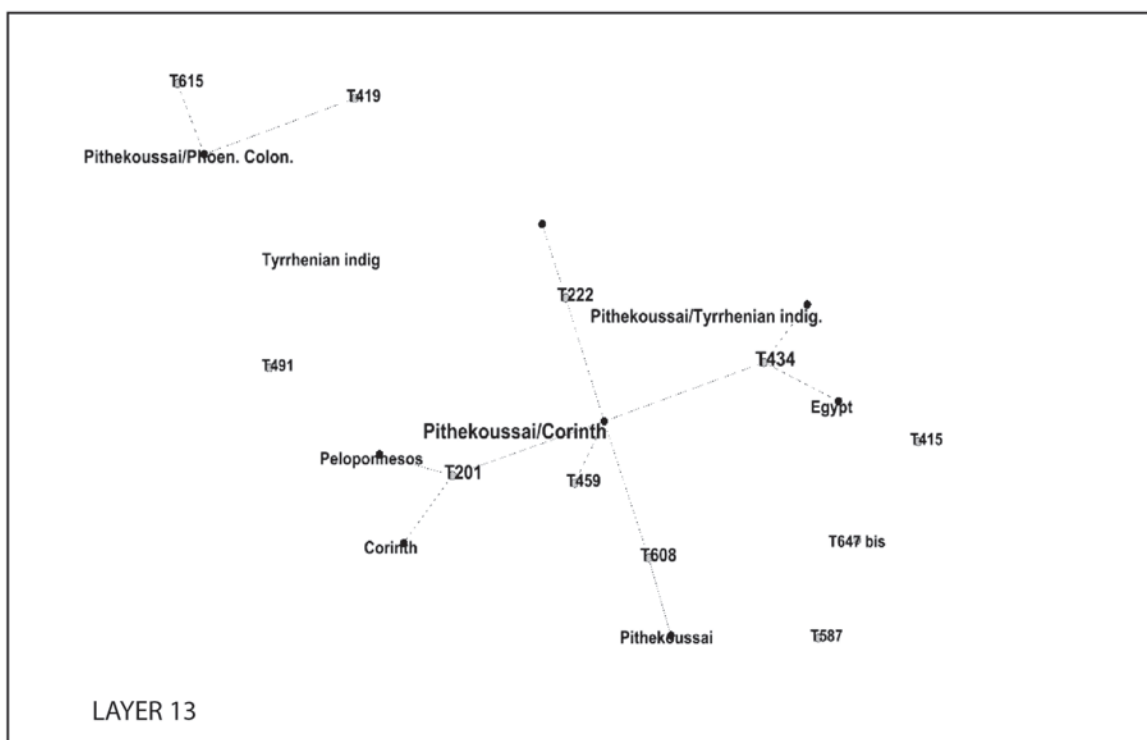 T615
T419
Pithekoussai/Phoen. Colon.
Tyrrhenian indig
T222
Pithekoussai/Tyrrhenian indig.
T434
T491
Egypt
Pithekoussai/Corinth
T415
Peloponnesos
T201
T459
T647 bis
Corinth
T608
Pithekoussai
T587
LAYER 13